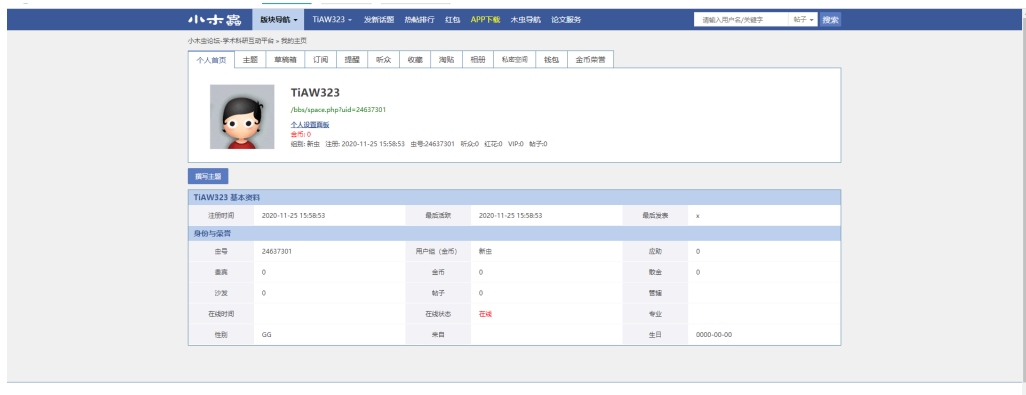 小木虫 版块导航 TiAW323 发新话题 热帖排行 红包 APP下载 木虫导航 论文服务 请输入用户名/关键字 帖子 搜索
小木虫论坛-学术科研互动平台 » 我的主页
个人首页 主题 草稿箱 订阅 提醒 听众 收藏 淘贴 相册 私密空间 钱包 金币荣誉
TiAW323
/bbs/space.php?uid=24637301
个人设置面板
金币: 0
组别: 新虫 注册: 2020-11-25 15:58:53 虫号:24637301 听众:0 红花:0 VIP:0 帖子:0
撰写主题
TiAW323 基本资料
注册时间 2020-11-25 15:58:53 最后活跃 2020-11-25 15:58:53 最后发表 x
身份与荣誉
虫号 24637301 用户组 (金币) 新虫 应助 0
贵宾 0 金币 0 散金 0
沙发 0 帖子 0 管辖
在线时间 在线状态 在线 专业
性别 GG 来自 生日 0000-00-00